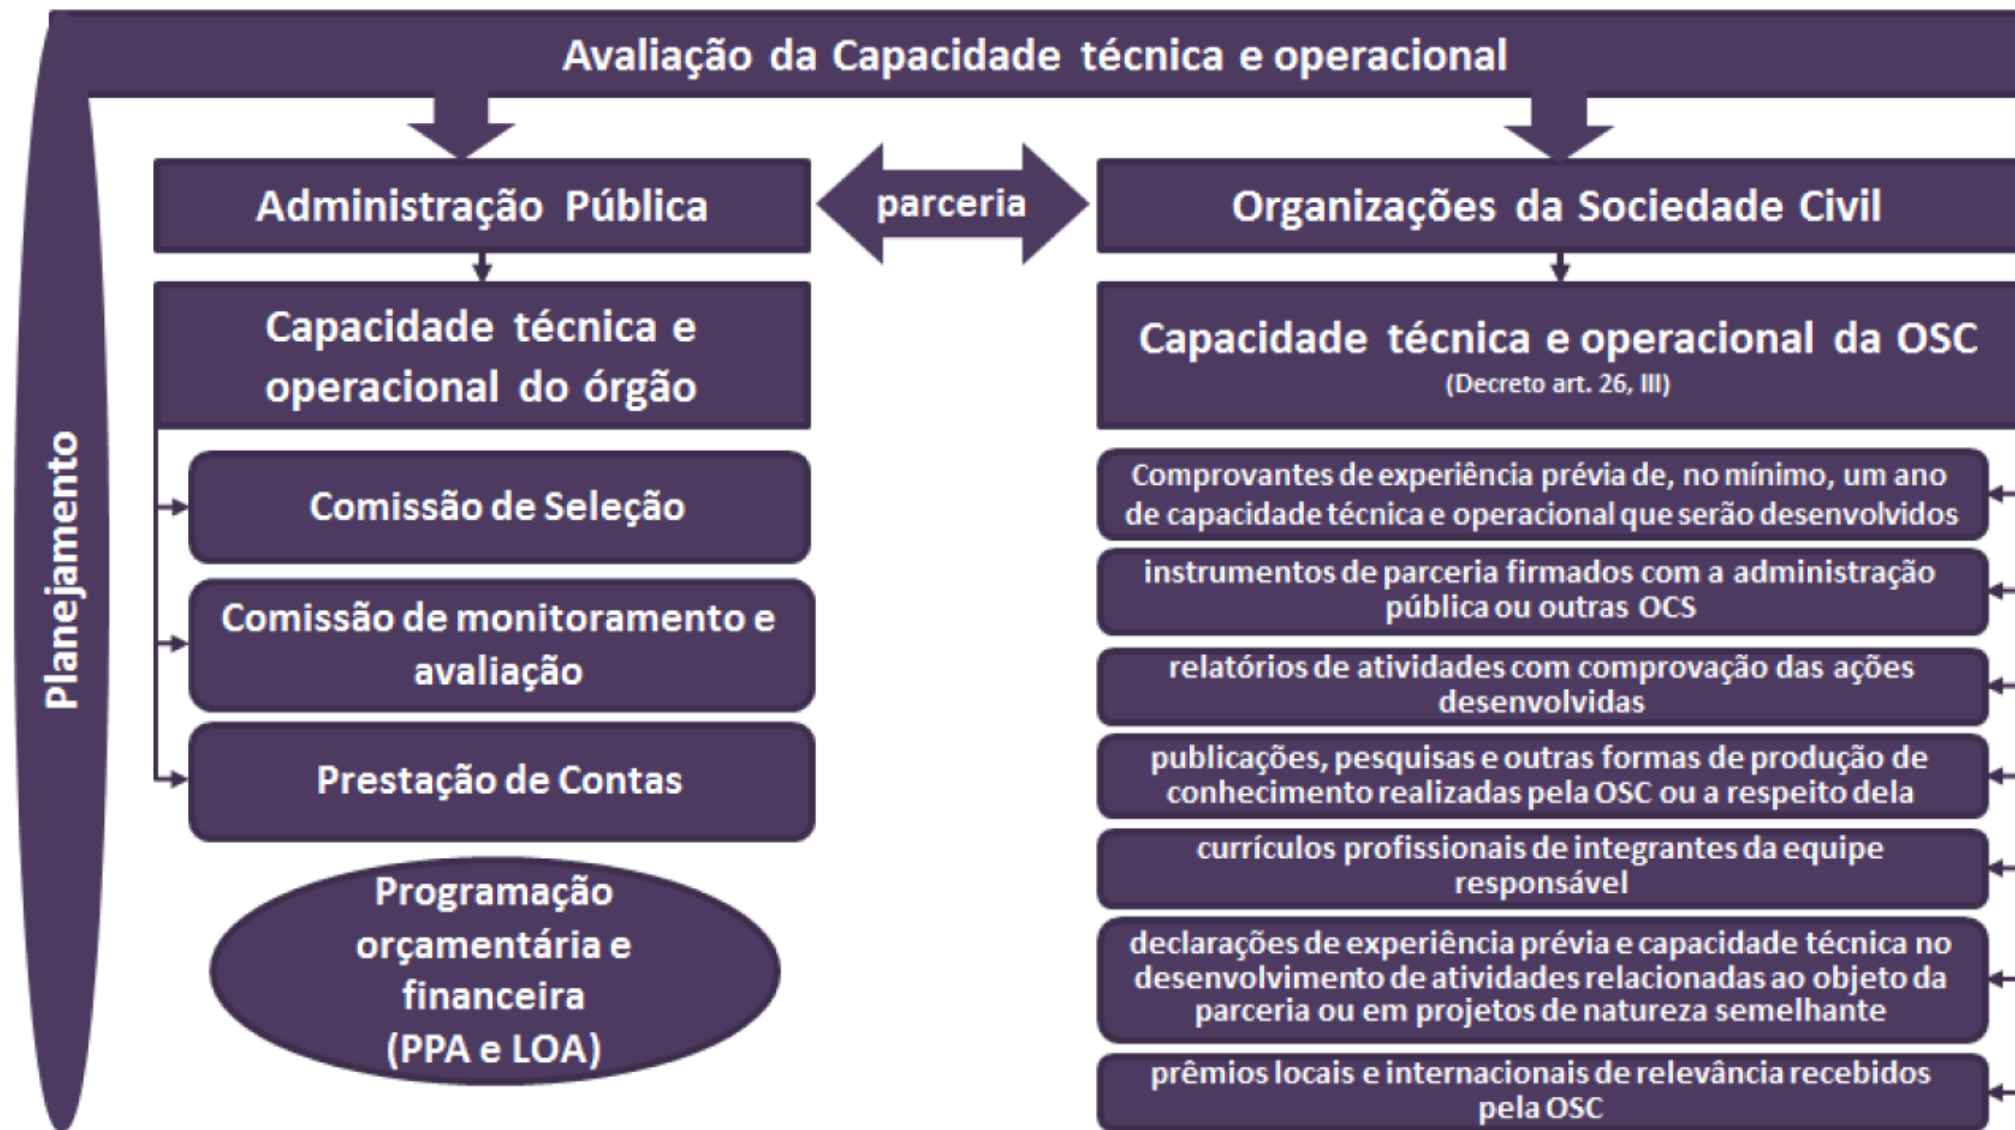 Avaliação da Capacidade técnica e operacional
Planejamento
Administração Pública
parceria
Organizações da Sociedade Civil
Capacidade técnica e
operacional do órgão
Comissão de Seleção
Comissão de monitoramento e
avaliação
Prestação de Contas
Programação
orçamentária e
financeira
(PPA e LOA)
Capacidade técnica e operacional da OSC
(Decreto art. 26, III)
Comprovantes de experiência prévia de, no mínimo, um ano
de capacidade técnica e operacional que serão desenvolvidos
instrumentos de parceria firmados com a administração
pública ou outras OCS
relatórios de atividades com comprovação das ações
desenvolvidas
publicações, pesquisas e outras formas de produção de
conhecimento realizadas pela OSC ou a respeito dela
currículos profissionais de integrantes da equipe
responsável
declarações de experiência prévia e capacidade técnica no
desenvolvimento de atividades relacionadas ao objeto da
parceria ou em projetos de natureza semelhante
prêmios locais e internacionais de relevância recebidos
pela OSC